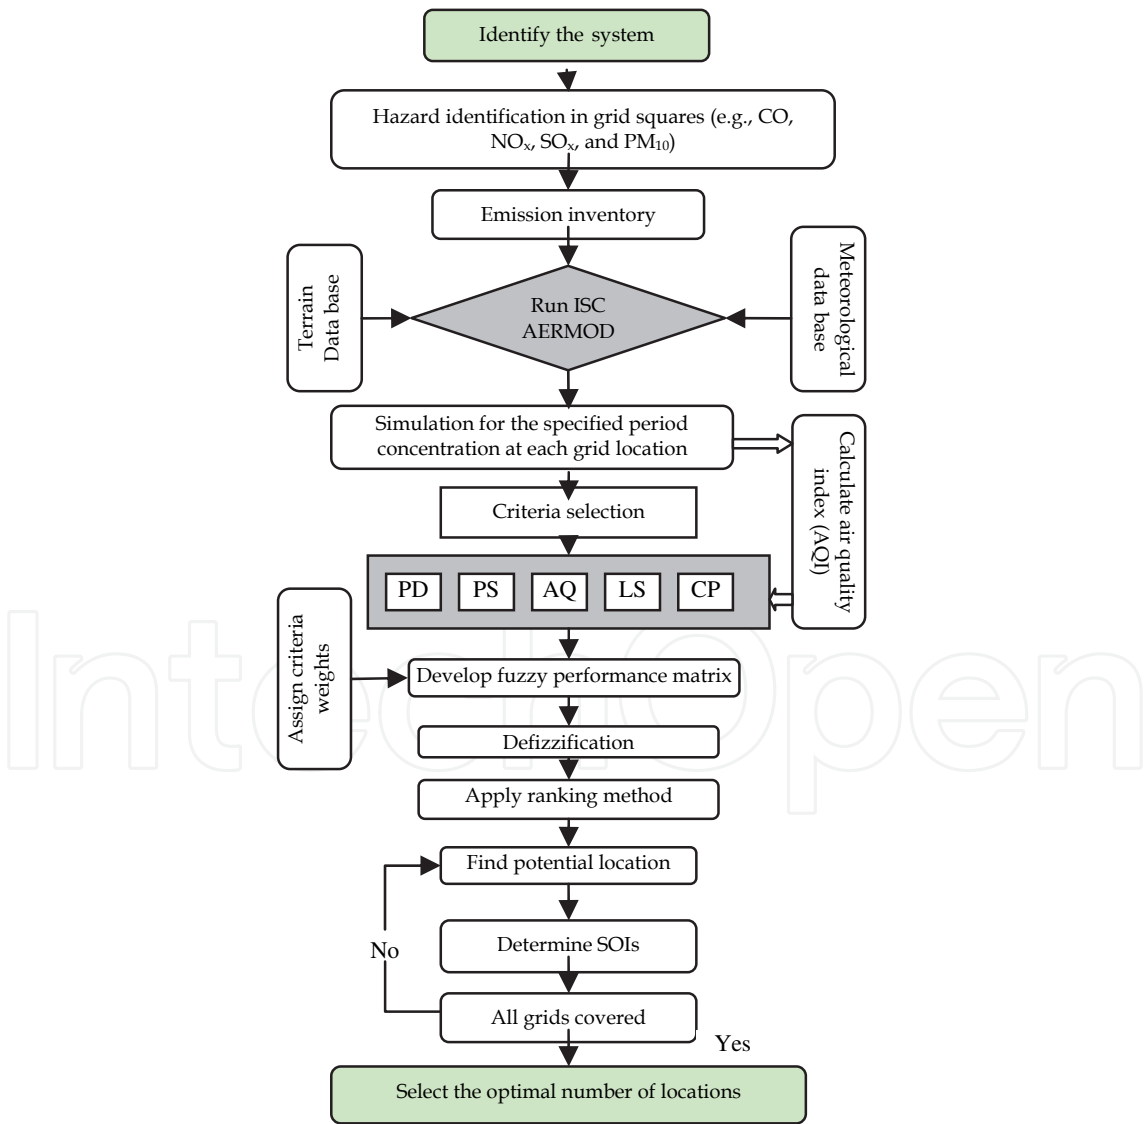 Identify the system
Hazard identification in grid squares (e.g., CO,
NOx, SOx, and PM10)
Emission inventory
Terrain
Data base
Run ISC
AERMOD
Meteorological
data base
Simulation for the specified period
concentration at each grid location
Calculate air quality
index (AQI)
Criteria selection
PD
PS
AQ
LS
CP
Assign criteria
weights
Develop fuzzy performance matrix
Defizzification
Apply ranking method
Find potential location
No
Determine SOIs
All grids covered
Yes
Select the optimal number of locations
IntechOpen